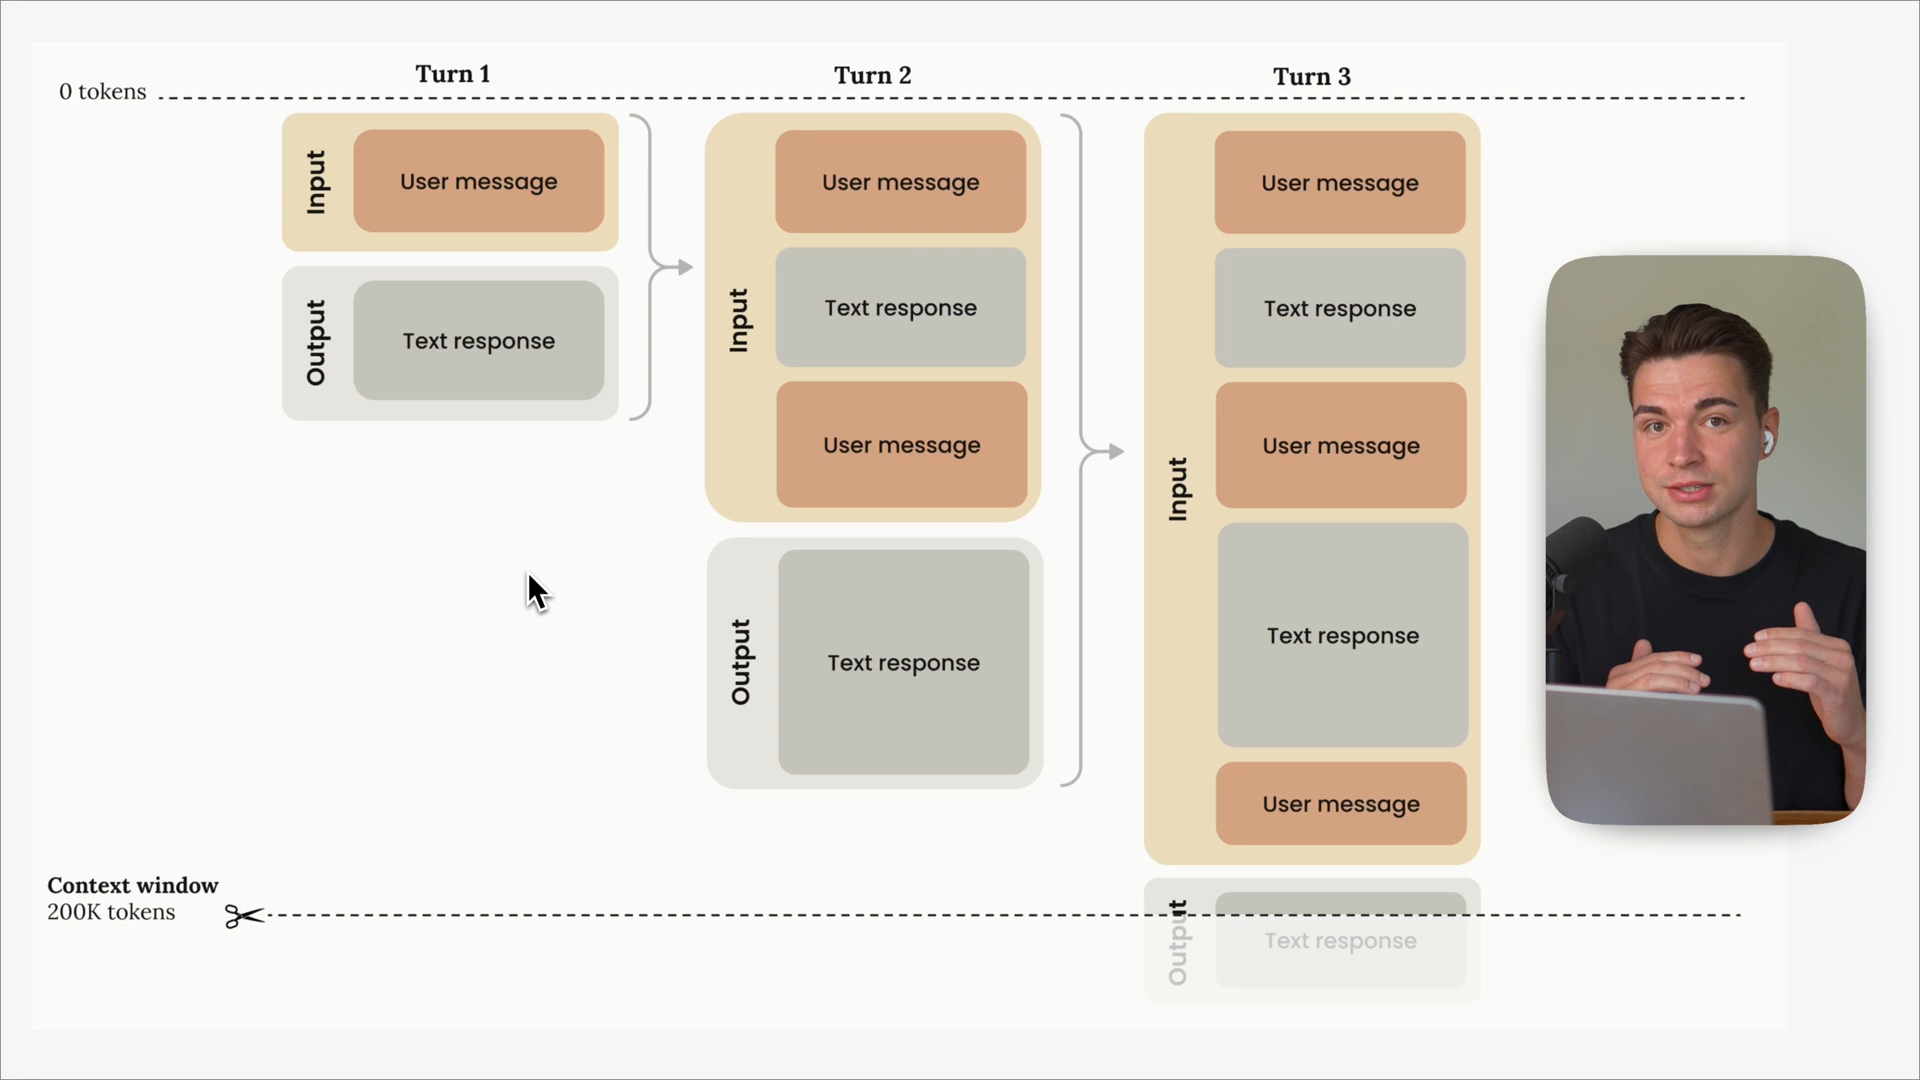 Turn 1
Turn 2
Turn 3
0 tokens
Input
User message
Output
Text response
Input
User message
Text response
User message
Output
Text response
Input
User message
Text response
User message
Text response
User message
Output
Text response
Context window
200K tokens